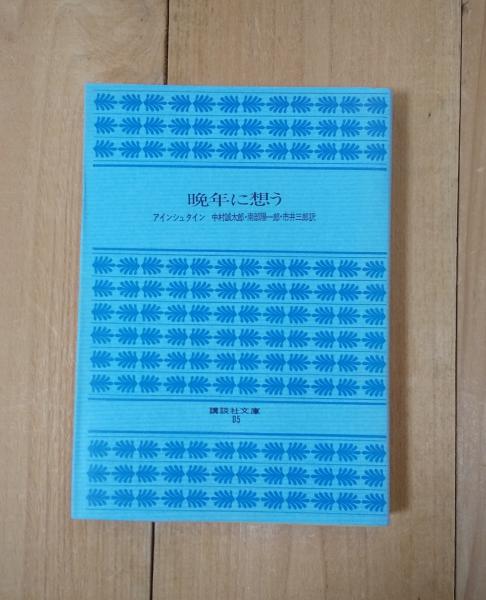 晩年に想う
アインシュタイン 中村誠太郎・南部陽一郎・市井三郎訳
講談社文庫
B5